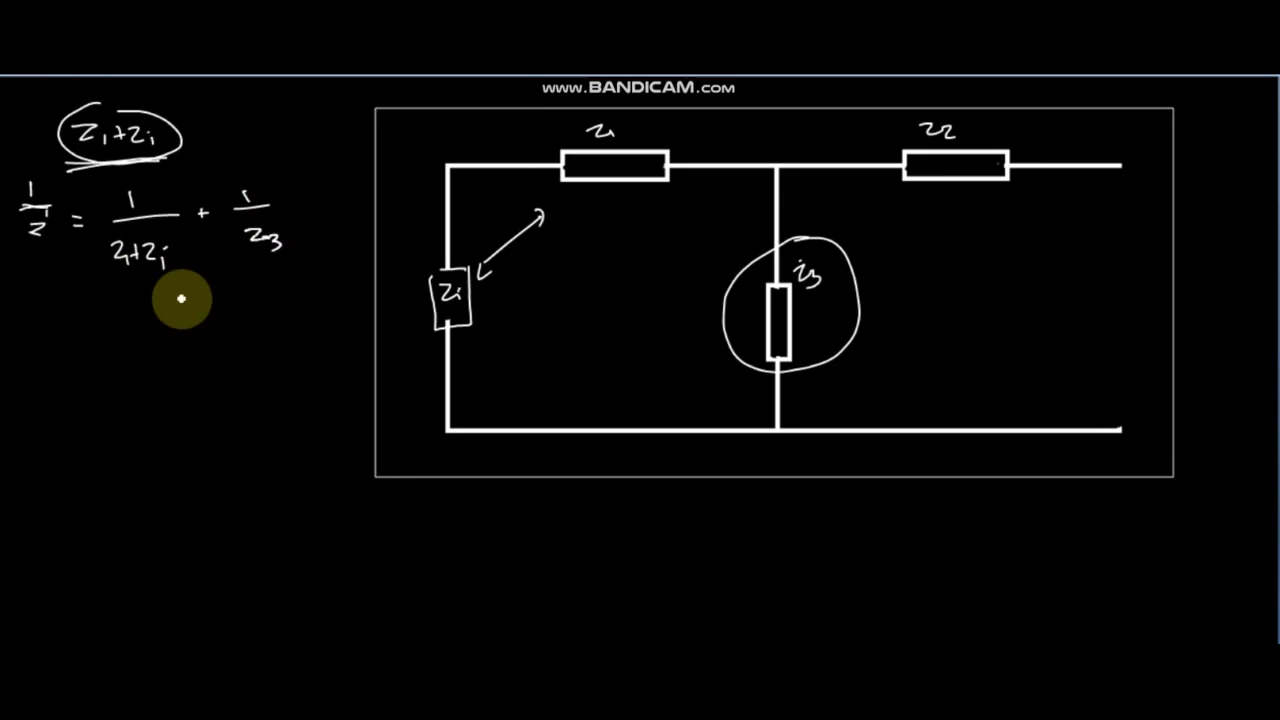 www.BANDICAM.com
z1+zi
1/z = 1/z1+zi + 1/z3
z1
z2
zi
z3